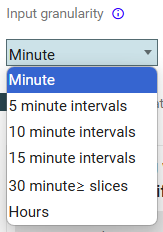 Input granularity
Minute
Minute
5 minute intervals
10 minute intervals
15 minute intervals
30 minute≥ slices
Hours